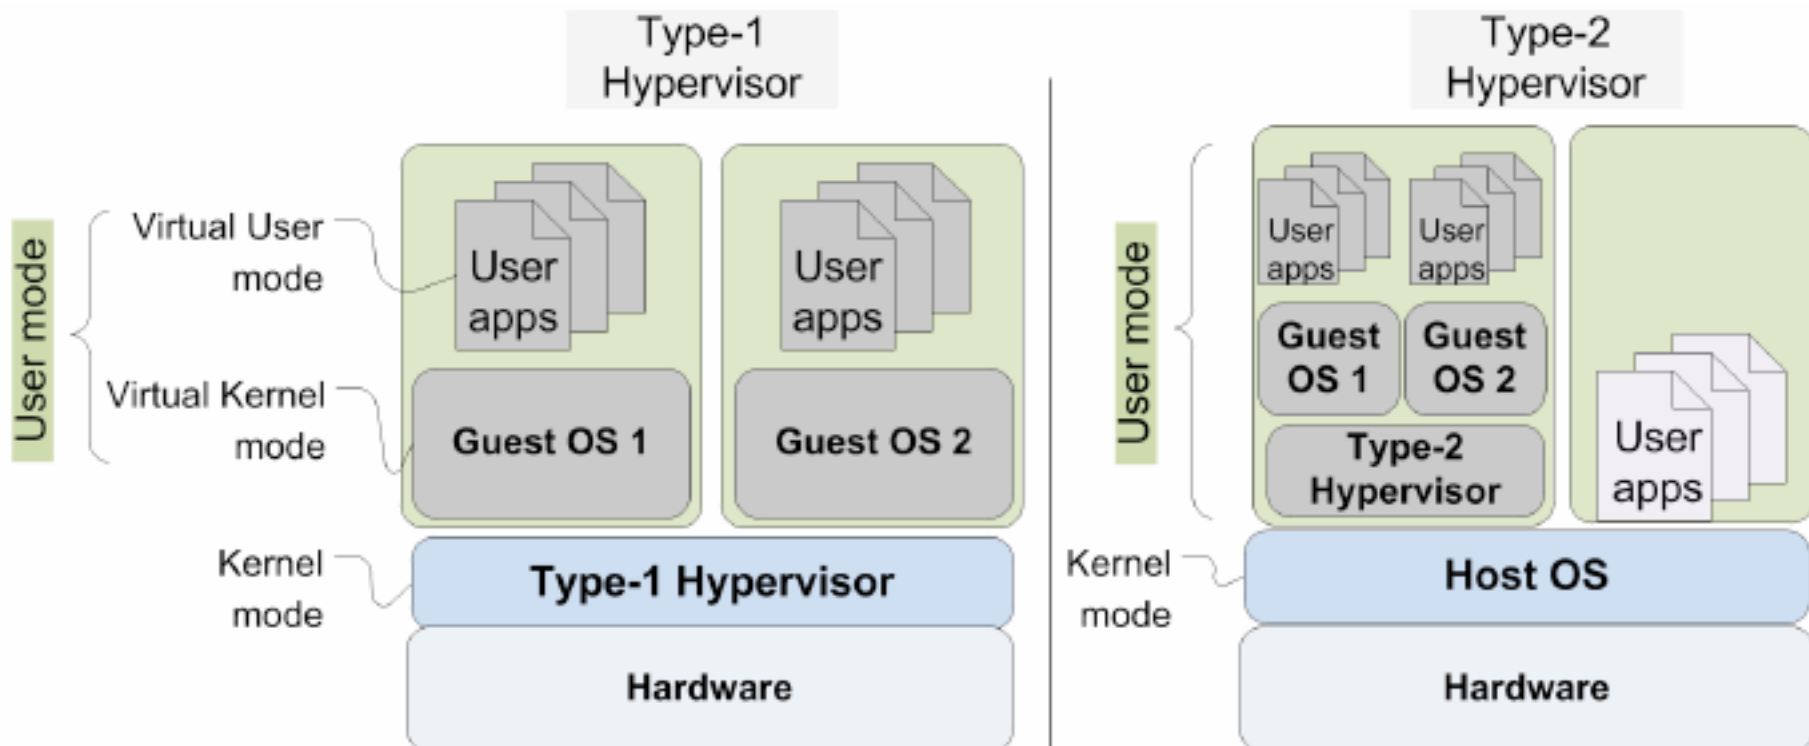 Type-1
Hypervisor
User mode
Virtual User
mode
User
apps
User
apps
Virtual Kernel
mode
Guest OS 1
Guest OS 2
Kernel
mode
Type-1 Hypervisor
Hardware
Type-2
Hypervisor
User mode
User
apps
User
apps
Guest
OS 1
Guest
OS 2
Type-2
Hypervisor
User
apps
Kernel
mode
Host OS
Hardware